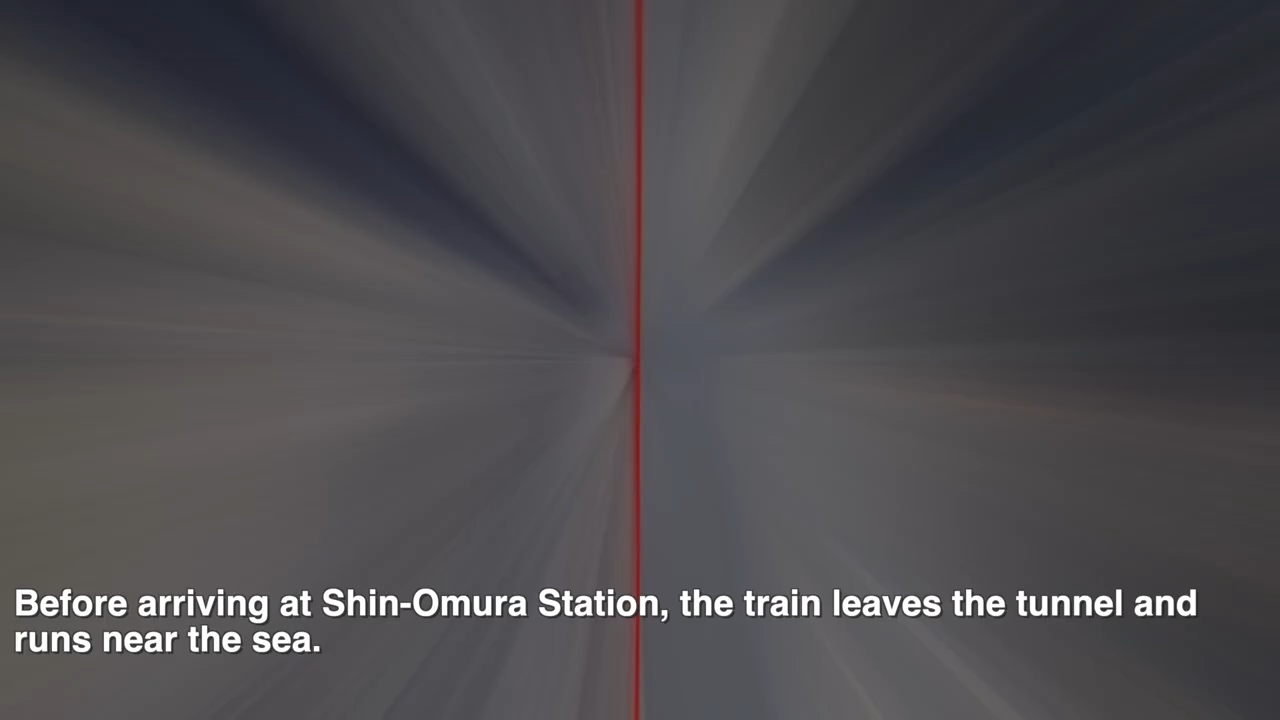 Before arriving at Shin-Omura Station, the train leaves the tunnel and
runs near the sea.